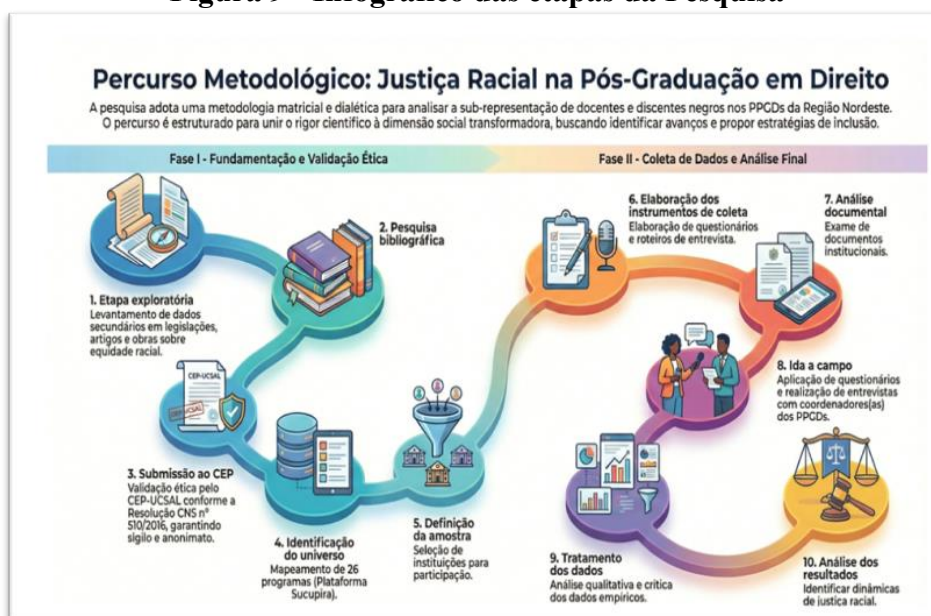 Figura 9 - Infográfico das etapas da Pesquisa
Percurso Metodológico: Justiça Racial na Pós-Graduação em Direito
A pesquisa adota uma metodologia matricial e dialética para analisar a sub-representação de docentes e discentes negros nos PPGDs da Região Nordeste.
O percurso é estruturado para unir o rigor científico à dimensão social transformadora, buscando identificar avanços e propor estratégias de inclusão.
Fase I - Fundamentação e Validação Ética
Fase II - Coleta de Dados e Análise Final
1. Etapa exploratória
Levantamento de dados
secundários em legislações,
artigos e obras sobre
equidade racial.
2. Pesquisa
bibliográfica
CEP-UCSAL
CEP-UCSAL
3. Submissão ao CEP
Validação ética pelo
CEP-UCSAL conforme a
Resolução CNS nº
510/2016, garantindo
sigilo e anonimato.
4. Identificação
do universo
Mapeamento de 26
programas (Plataforma
Sucupira).
5. Definição
da amostra
Seleção de
instituições para
participação.
6. Elaboração dos
instrumentos de coleta
Elaboração de questionários
e roteiros de entrevista.
7. Análise
documental
Exame de
documentos
institucionais.
8. Ida a campo
Aplicação de questionários
e realização de entrevistas
com coordenadores(as)
dos PPGDs.
9. Tratamento
dos dados
Análise qualitativa e crítica
dos dados empíricos.
10. Análise dos
resultados
Identificar dinâmicas
de justiça racial.